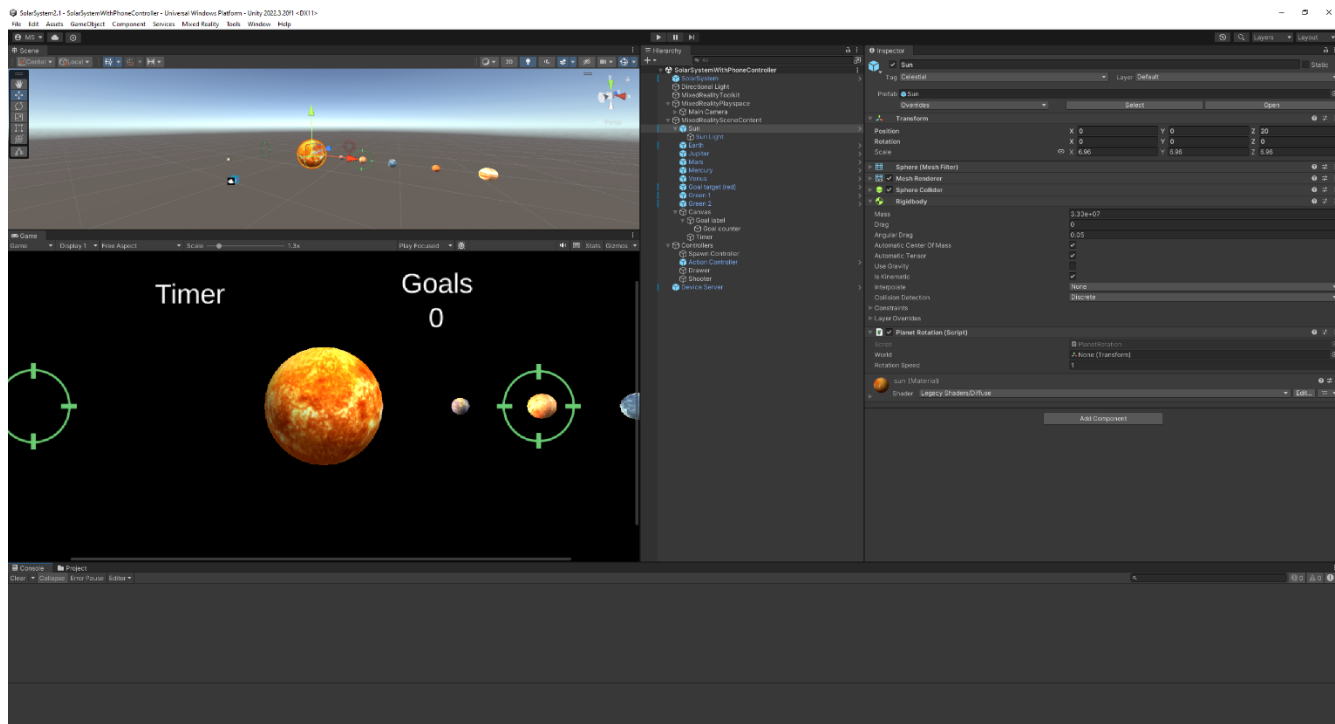 SolarSystem2.1 - SolarSystemWithPhoneController - Universal Windows Platform - Unity 2022.3.20f1 <DX11>
File Edit Assets GameObject Component Services Mixed Reality Tools Window Help
MS
Layers Layout
Scene
Center Local 2D
Persp
Game
Game Display 1 Free Aspect Scale 1.3x Play Focused Stats Gizmos
Timer
Goals
0
Hierarchy
All
SolarSystemWithPhoneController
SolarSystem
Directional Light
MixedRealityToolkit
MixedRealityPlayspace
Main Camera
MixedRealitySceneContent
Sun
Sun Light
Earth
Jupiter
Mars
Mercury
Venus
Goal target (red)
Green 1
Green 2
Canvas
Goal label
Goal counter
Timer
Controllers
Spawn Controller
Action Controller
Drawer
Shooter
Device Server
Inspector
Sun Static
Tag Celestial Layer Default
Prefab Sun
Overrides Select Open
Transform
Position X 0 Y 0 Z 20
Rotation X 0 Y 0 Z 0
Scale X 6.96 Y 6.96 Z 6.96
Sphere (Mesh Filter)
Mesh Renderer
Sphere Collider
Rigidbody
Mass 3.33e+07
Drag 0
Angular Drag 0.05
Automatic Center Of Mass
Automatic Tensor
Use Gravity
Is Kinematic
Interpolate None
Collision Detection Discrete
Constraints
Layer Overrides
Planet Rotation (Script)
Script PlanetRotation
World None (Transform)
Rotation Speed 1
sun (Material)
Shader Legacy Shaders/Diffuse Edit...
Add Component
Console Project
Clear Collapse Error Pause Editor
0 0 0